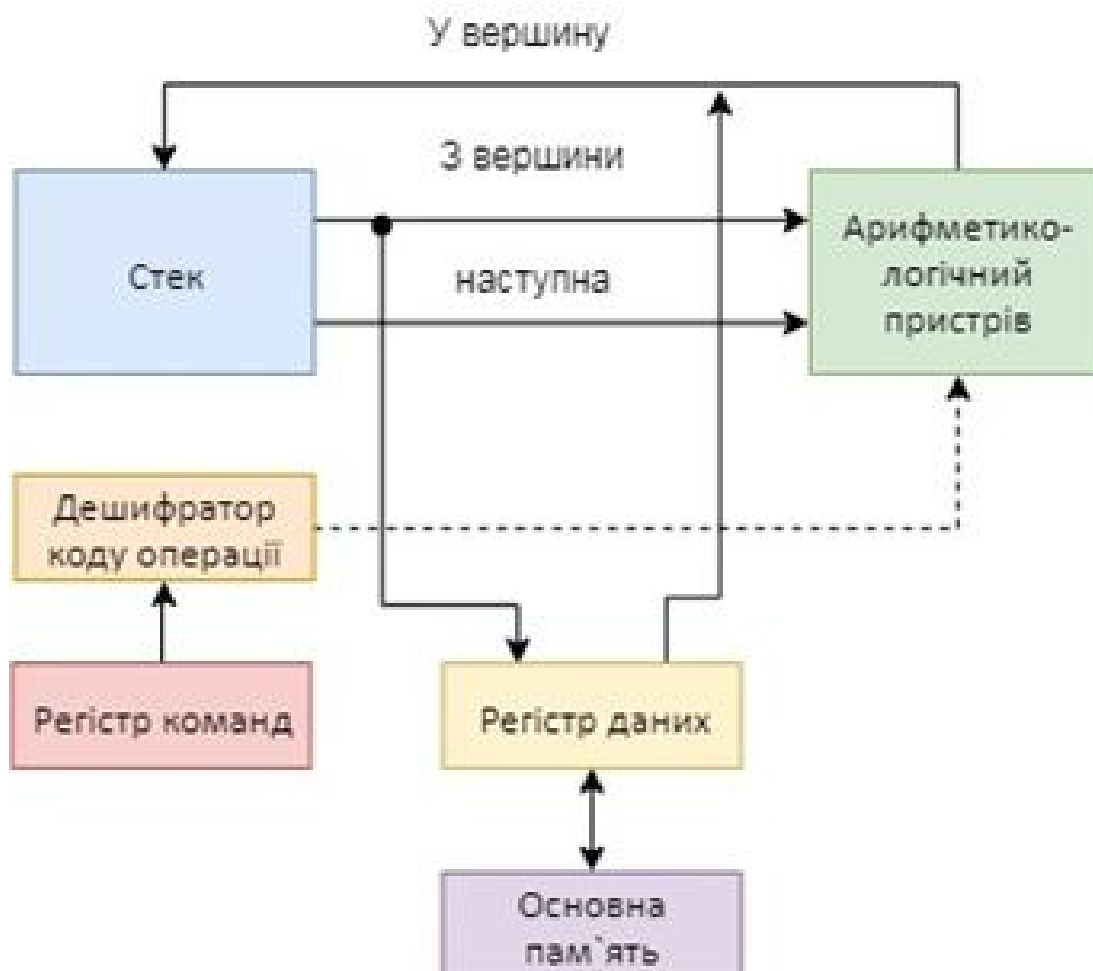 У вершину
З вершини
Стек
наступна
Арифметико-
логічний
пристрів
Дешифратор
коду операції
Регістр команд
Регістр даних
Основна
пам`ять